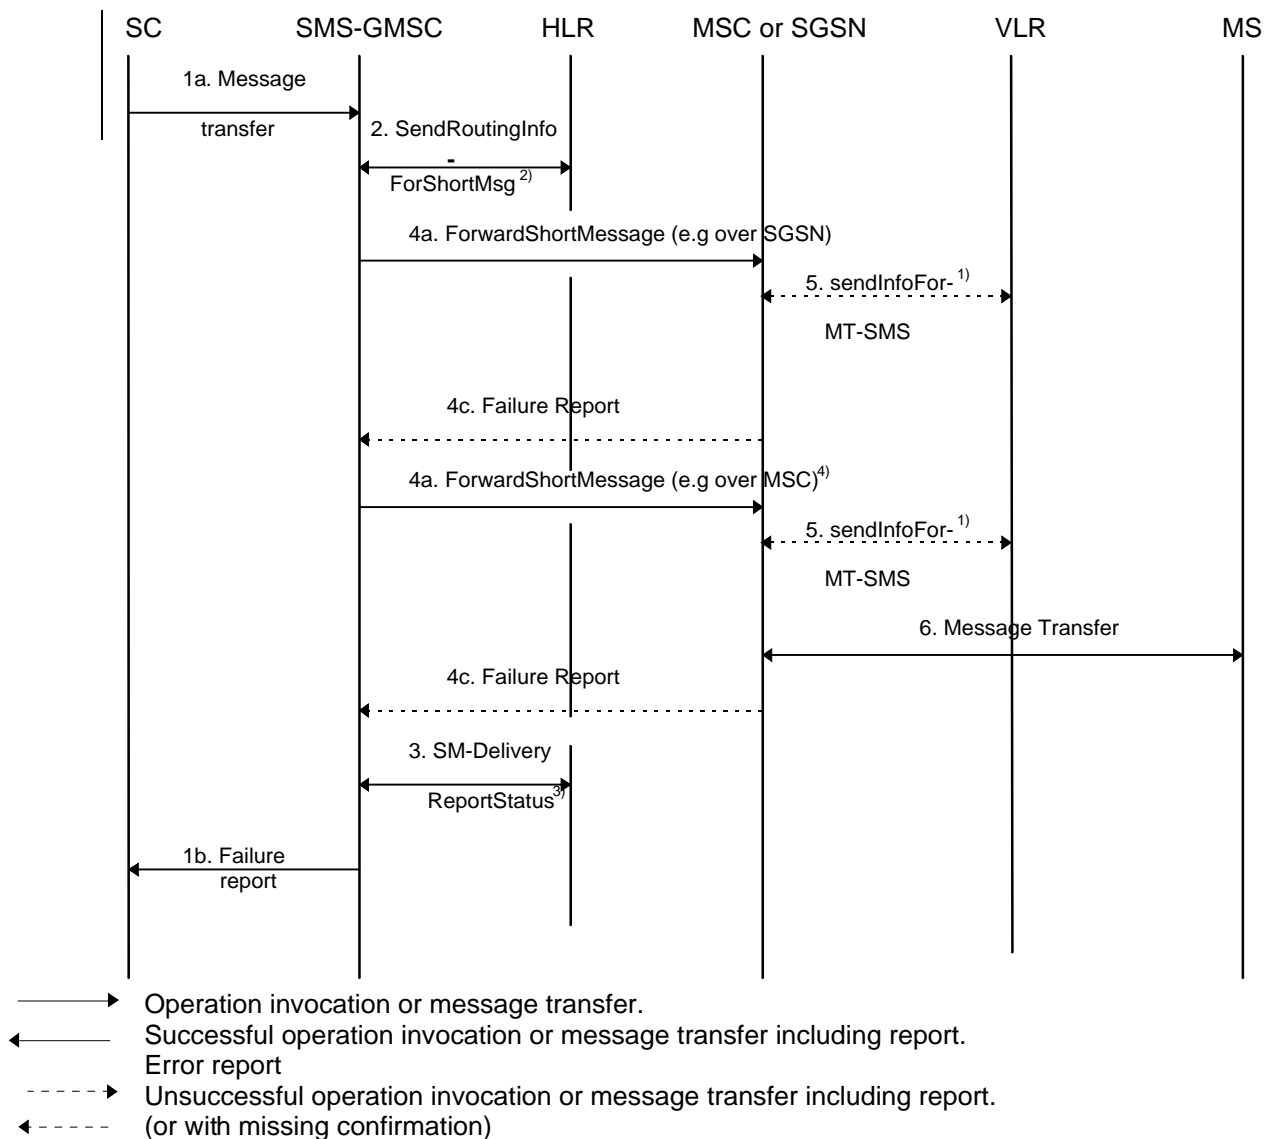 SC SMS-GMSC HLR MSC or SGSN VLR MS
1a. Message
transfer
2. SendRoutingInfo
-
ForShortMsg 2)
4a. ForwardShortMessage (e.g over SGSN)
5. sendInfoFor- 1)
MT-SMS
4c. Failure Report
4a. ForwardShortMessage (e.g over MSC)4)
5. sendInfoFor- 1)
MT-SMS
6. Message Transfer
4c. Failure Report
3. SM-Delivery
ReportStatus3)
1b. Failure
report
Operation invocation or message transfer.
Successful operation invocation or message transfer including report.
Error report
Unsuccessful operation invocation or message transfer including report.
(or with missing confirmation)